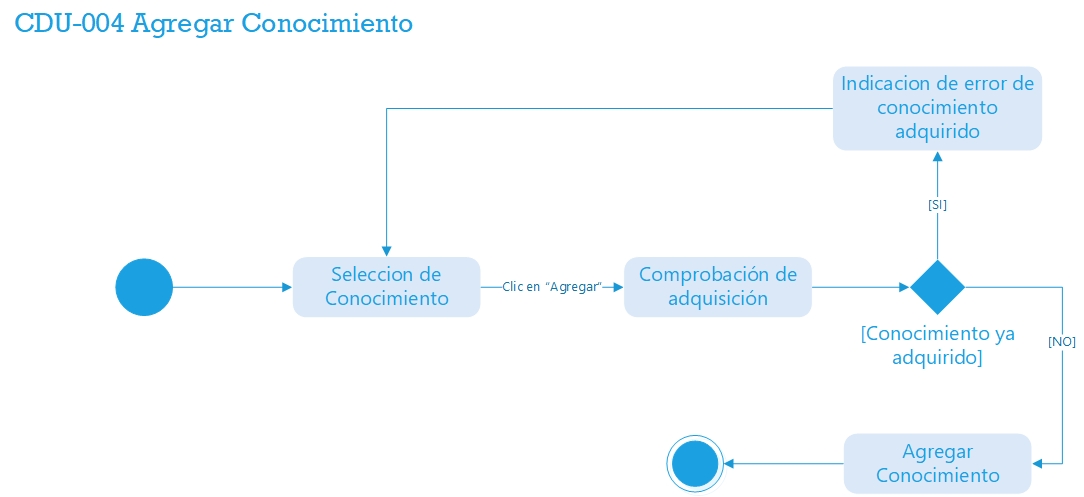 CDU-004 Agregar Conocimiento
Indicacion de error de
conocimiento
adquirido
[SI]
Seleccion de
Conocimiento
Clic en “Agregar”
Comprobación de
adquisición
[Conocimiento ya
adquirido]
[NO]
Agregar
Conocimiento